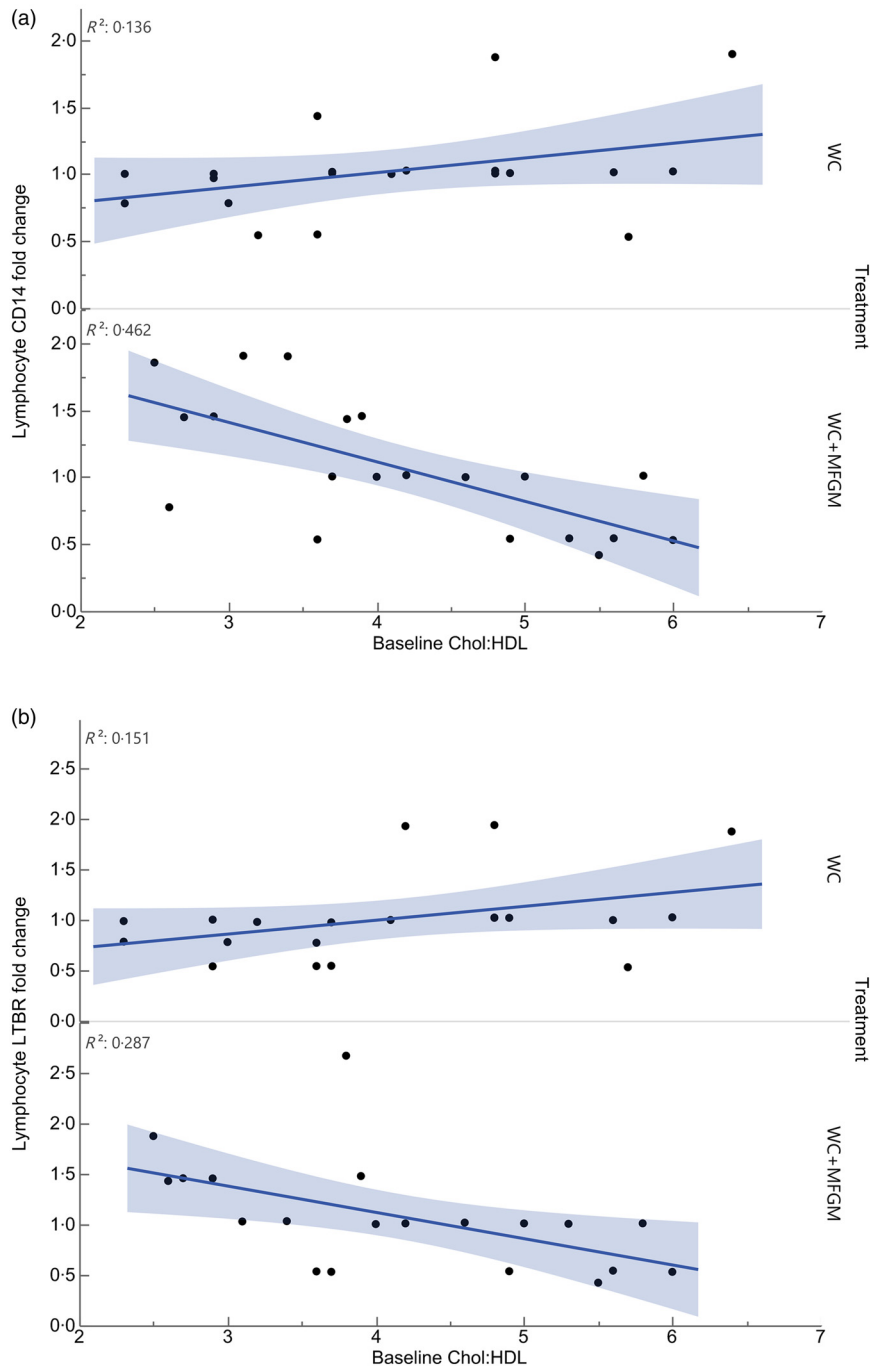 (a)
R²: 0·136
2·0
1·5
1·0
0·5
0·0
WC
R²: 0·462
2·0
1·5
1·0
0·5
0·0
WC+MFGM
Lymphocyte CD14 fold change
Treatment
2 3 4 5 6 7
Baseline Chol:HDL
(b)
R²: 0·151
2·5
2·0
1·5
1·0
0·5
0·0
WC
R²: 0·287
2·5
2·0
1·5
1·0
0·5
0·0
WC+MFGM
Lymphocyte LTBR fold change
Treatment
2 3 4 5 6 7
Baseline Chol:HDL